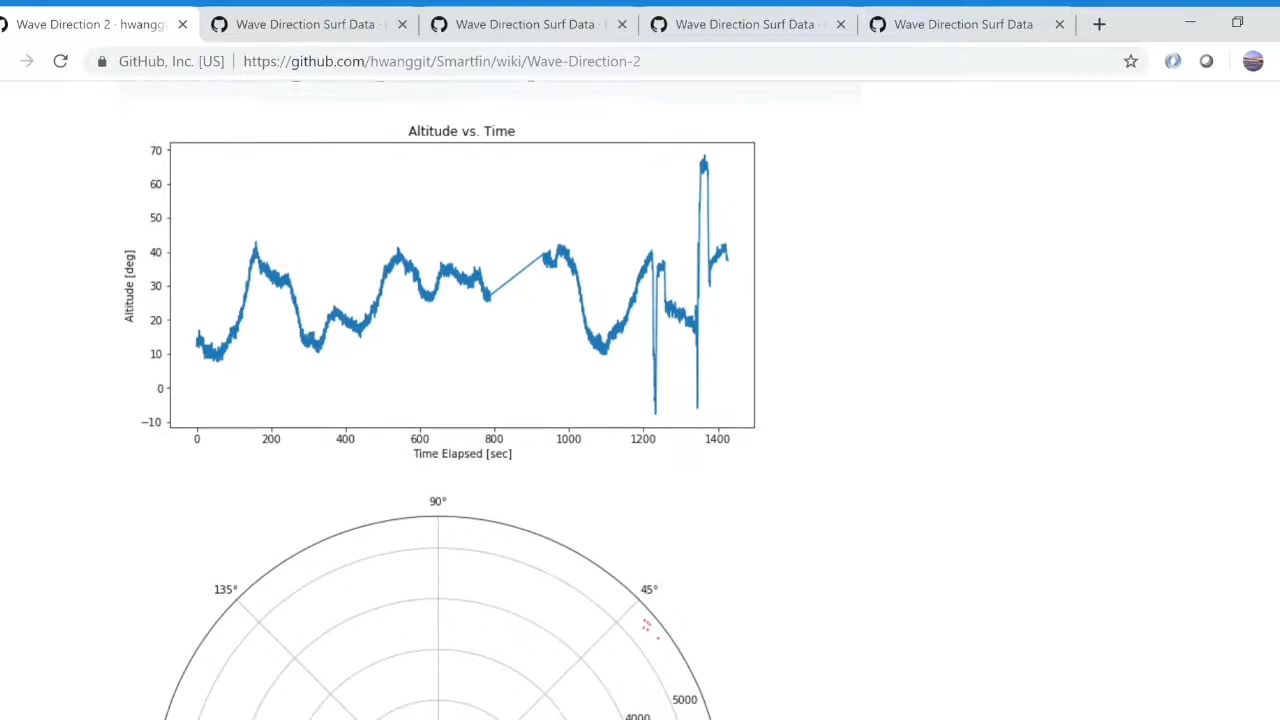 Wave Direction 2 · hwangg
Wave Direction Surf Data ·
Wave Direction Surf Data ·
Wave Direction Surf Data ·
Wave Direction Surf Data ·
GitHub, Inc. [US]
https://github.com/hwanggit/Smartfin/wiki/Wave-Direction-2
Altitude vs. Time
70
60
50
40
30
20
10
0
−10
Altitude [deg]
0 200 400 600 800 1000 1200 1400
Time Elapsed [sec]
90°
135°
45°
5000
4000